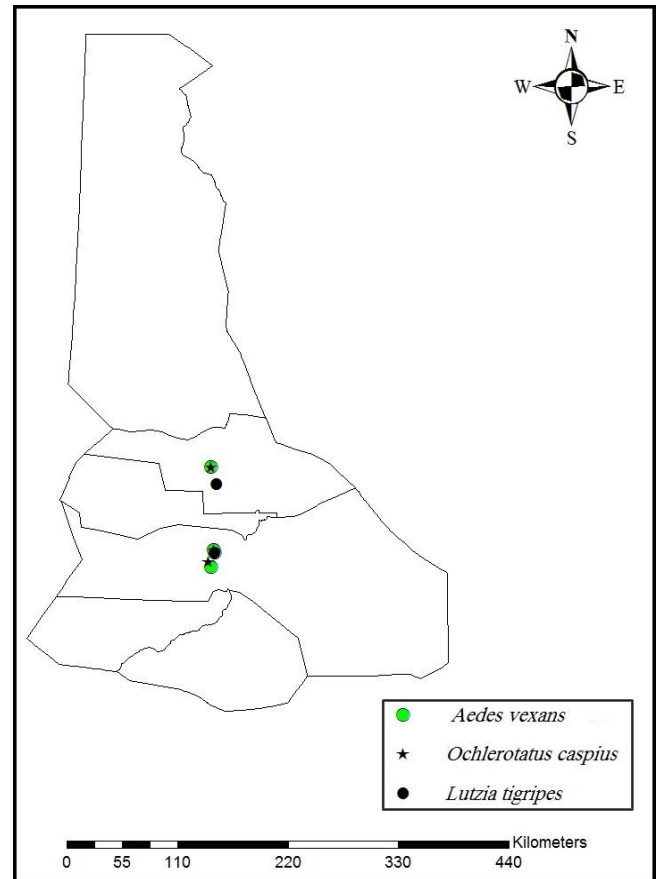 N
W E
S
Aedes vexans
Ochlerotatus caspius
Lutzia tigripes
Kilometers
0 55 110 220 330 440